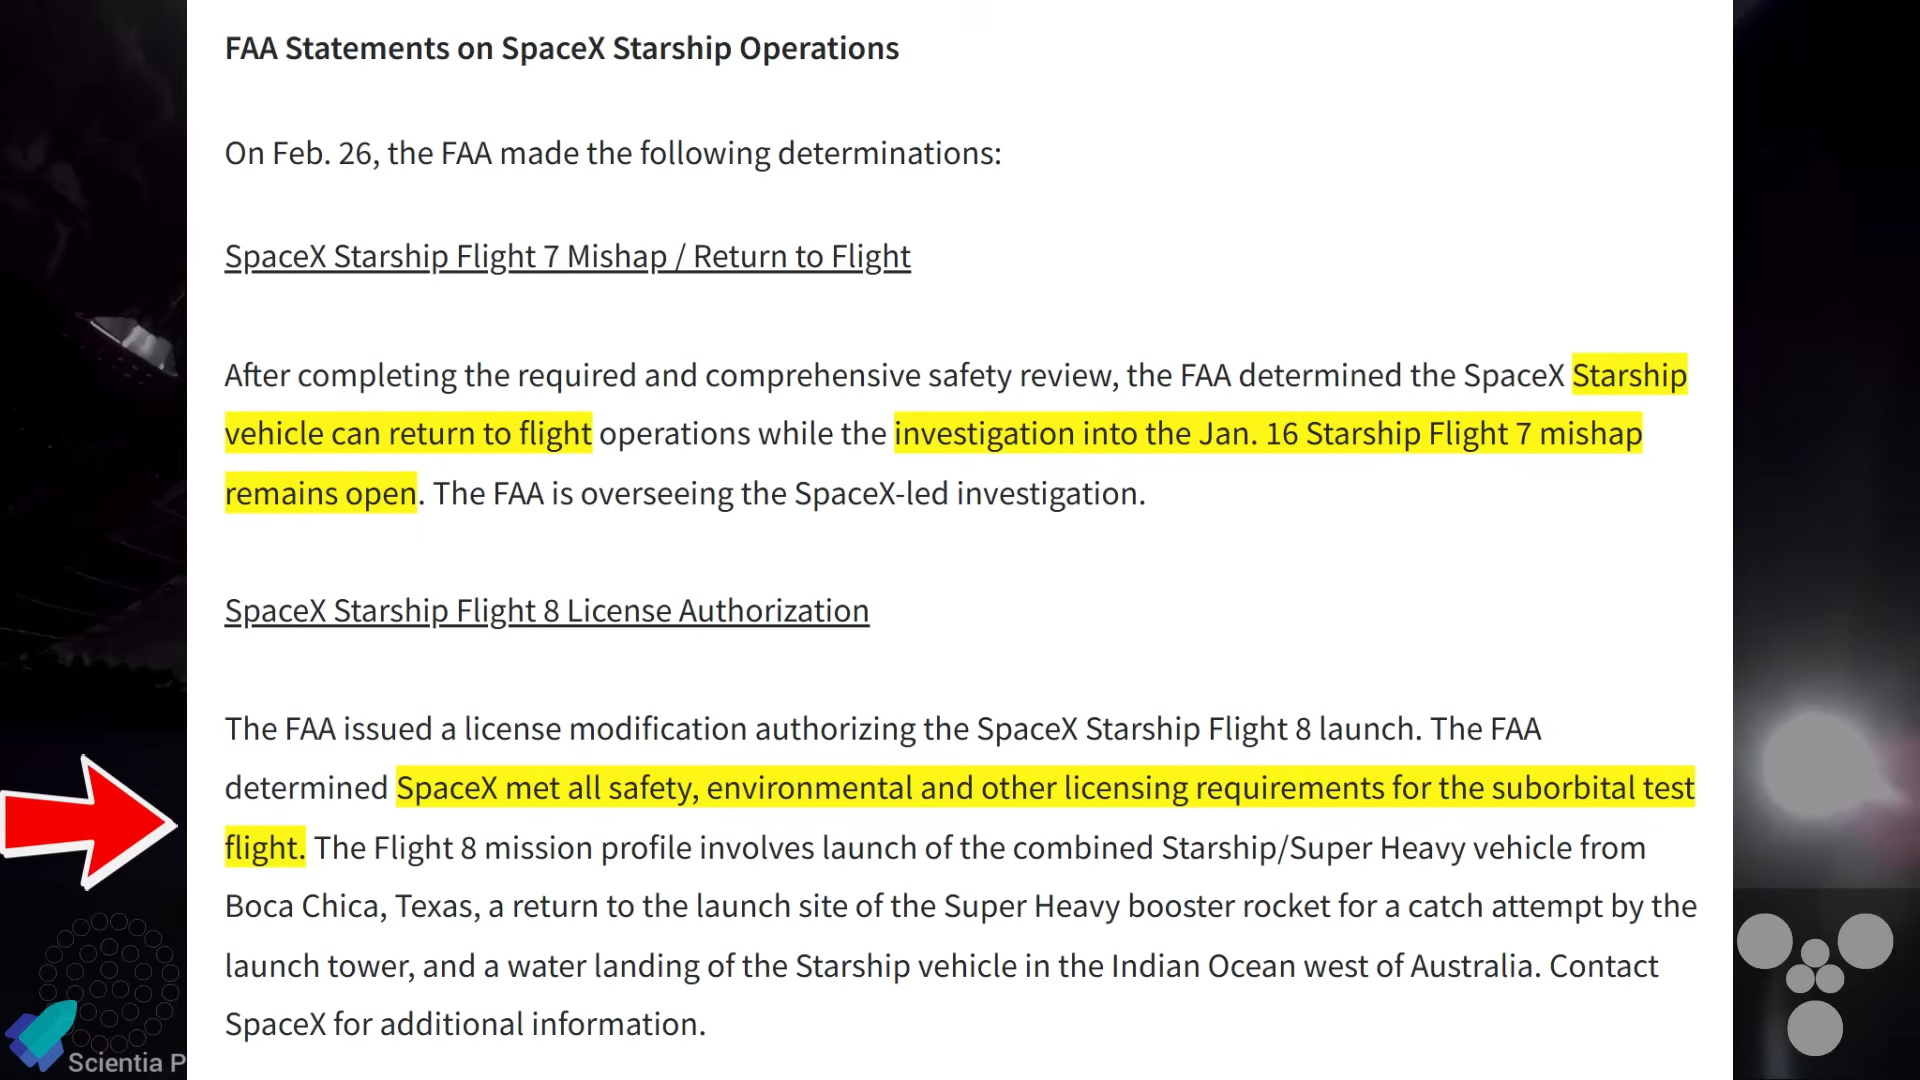 FAA Statements on SpaceX Starship Operations
On Feb. 26, the FAA made the following determinations:
SpaceX Starship Flight 7 Mishap / Return to Flight
After completing the required and comprehensive safety review, the FAA determined the SpaceX Starship
vehicle can return to flight operations while the investigation into the Jan. 16 Starship Flight 7 mishap
remains open. The FAA is overseeing the SpaceX-led investigation.
SpaceX Starship Flight 8 License Authorization
The FAA issued a license modification authorizing the SpaceX Starship Flight 8 launch. The FAA
determined SpaceX met all safety, environmental and other licensing requirements for the suborbital test
flight. The Flight 8 mission profile involves launch of the combined Starship/Super Heavy vehicle from
Boca Chica, Texas, a return to the launch site of the Super Heavy booster rocket for a catch attempt by the
launch tower, and a water landing of the Starship vehicle in the Indian Ocean west of Australia. Contact
SpaceX for additional information.
Scientia P